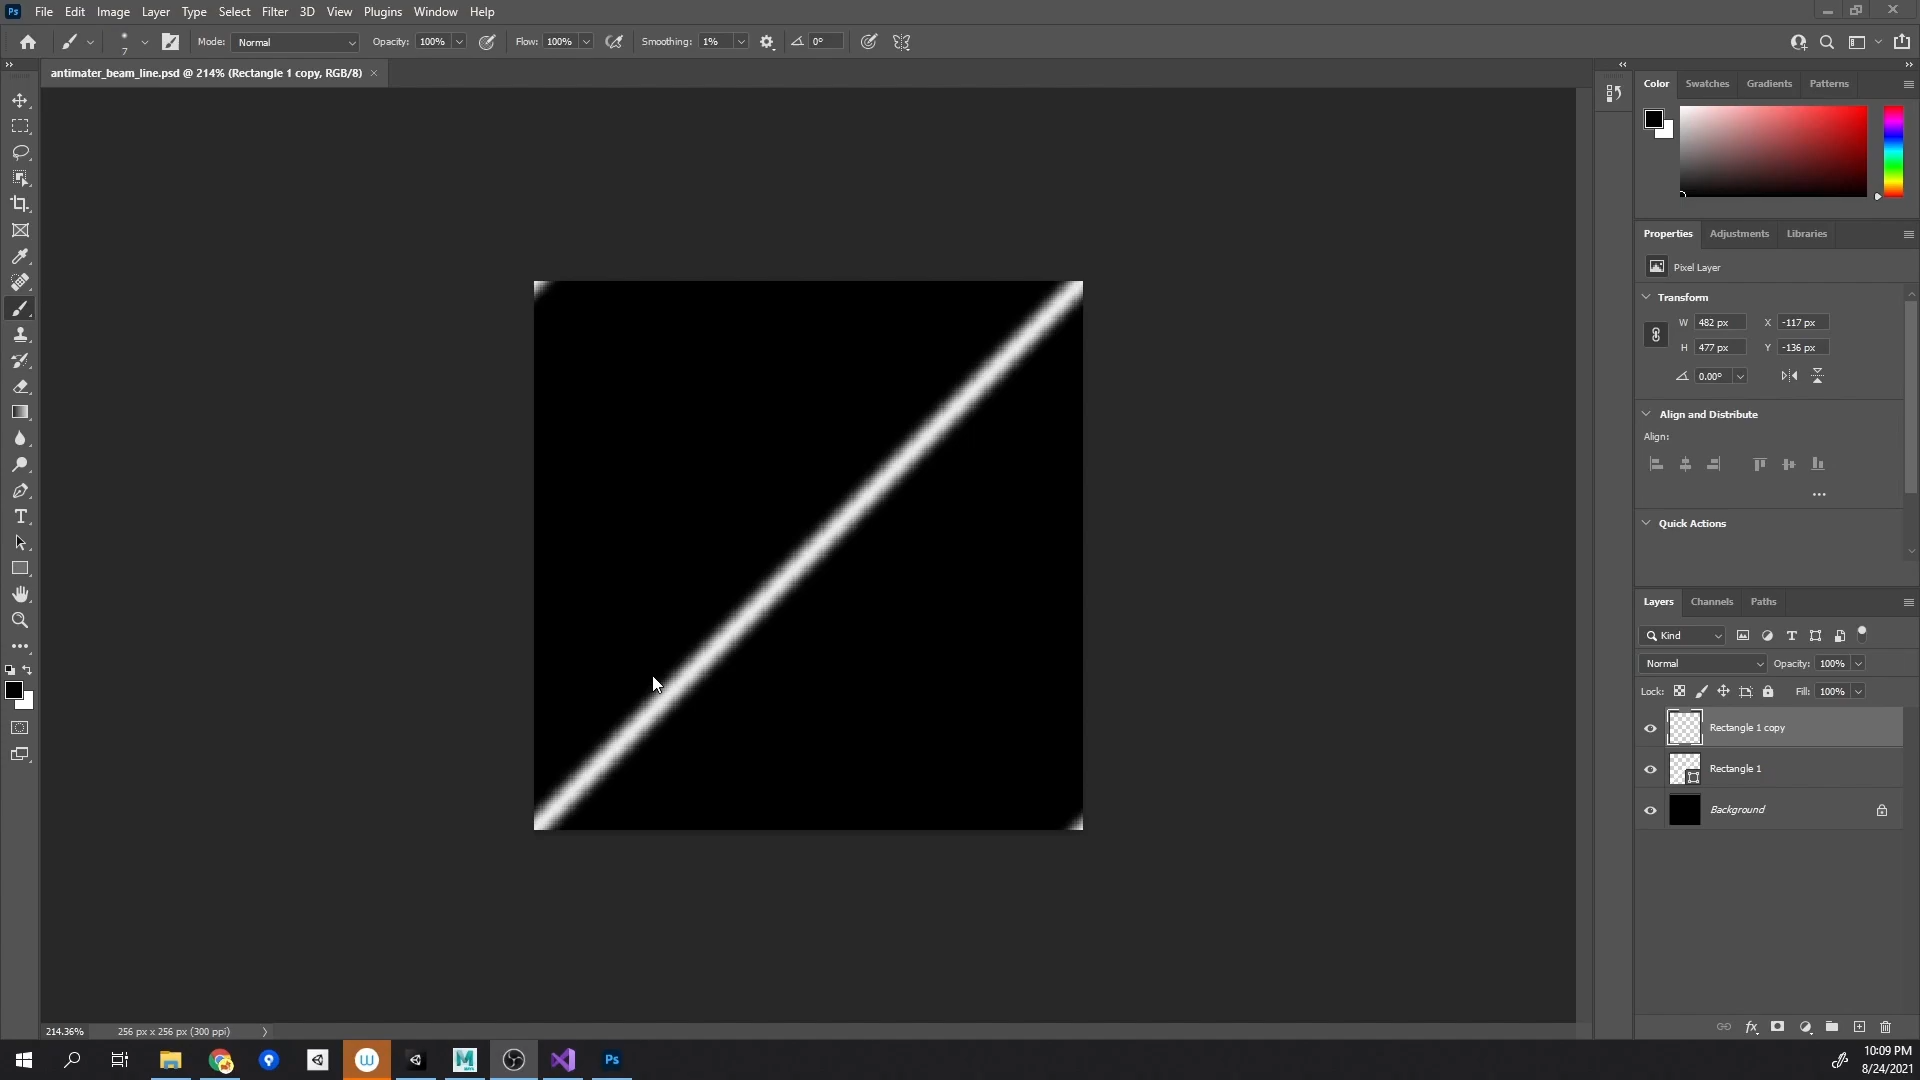 Ps File Edit Image Layer Type Select Filter 3D View Plugins Window Help
7 Mode: Normal Opacity: 100% Flow: 100% Smoothing: 1% 0°
antimater_beam_line.psd @ 214% (Rectangle 1 copy, RGB/8) ×
Color Swatches Gradients Patterns
Properties Adjustments Libraries
Pixel Layer
Transform
W 482 px X -117 px
H 477 px Y -136 px
0.00°
Align and Distribute
Align:
Quick Actions
Layers Channels Paths
Kind
Normal Opacity: 100%
Lock: Fill: 100%
Rectangle 1 copy
Rectangle 1
Background
214.36% 256 px x 256 px (300 ppi)
Ps
10:09 PM
8/24/2021